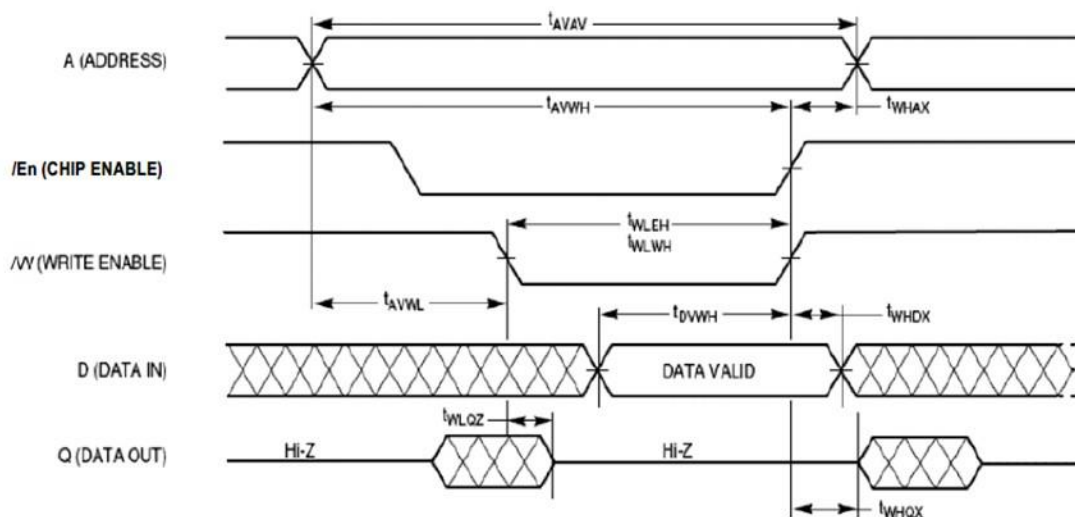 tAVAV
A (ADDRESS)
tAVWH
tWHAX
/En (CHIP ENABLE)
tWLEH
tWLWH
/W (WRITE ENABLE)
tAVWL
tDVWH
tWHDX
D (DATA IN)
DATA VALID
tWLQZ
Q (DATA OUT)
Hi-Z
Hi-Z
tWHQX